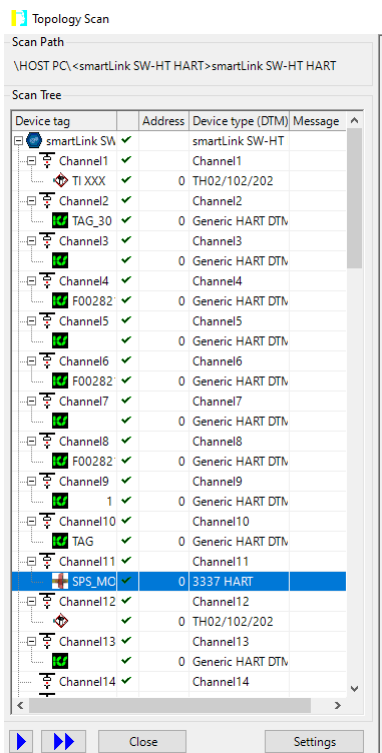 Topology Scan
Scan Path
\HOST PC\<smartLink SW-HT HART>smartLink SW-HT HART
Scan Tree
Device tag Address Device type (DTM) Message
smartLink SW smartLink SW-HT
Channel1 Channel1
TI XXX 0 TH02/102/202
Channel2 Channel2
TAG_30 0 Generic HART DTM
Channel3 Channel3
0 Generic HART DTM
Channel4 Channel4
F00282 0 Generic HART DTM
Channel5 Channel5
0 Generic HART DTM
Channel6 Channel6
F00282 0 Generic HART DTM
Channel7 Channel7
0 Generic HART DTM
Channel8 Channel8
F00282 0 Generic HART DTM
Channel9 Channel9
1 0 Generic HART DTM
Channel10 Channel10
TAG 0 Generic HART DTM
Channel11 Channel11
SPS_MO 0 3337 HART
Channel12 Channel12
0 TH02/102/202
Channel13 Channel13
0 Generic HART DTM
Channel14 Channel14
Close Settings